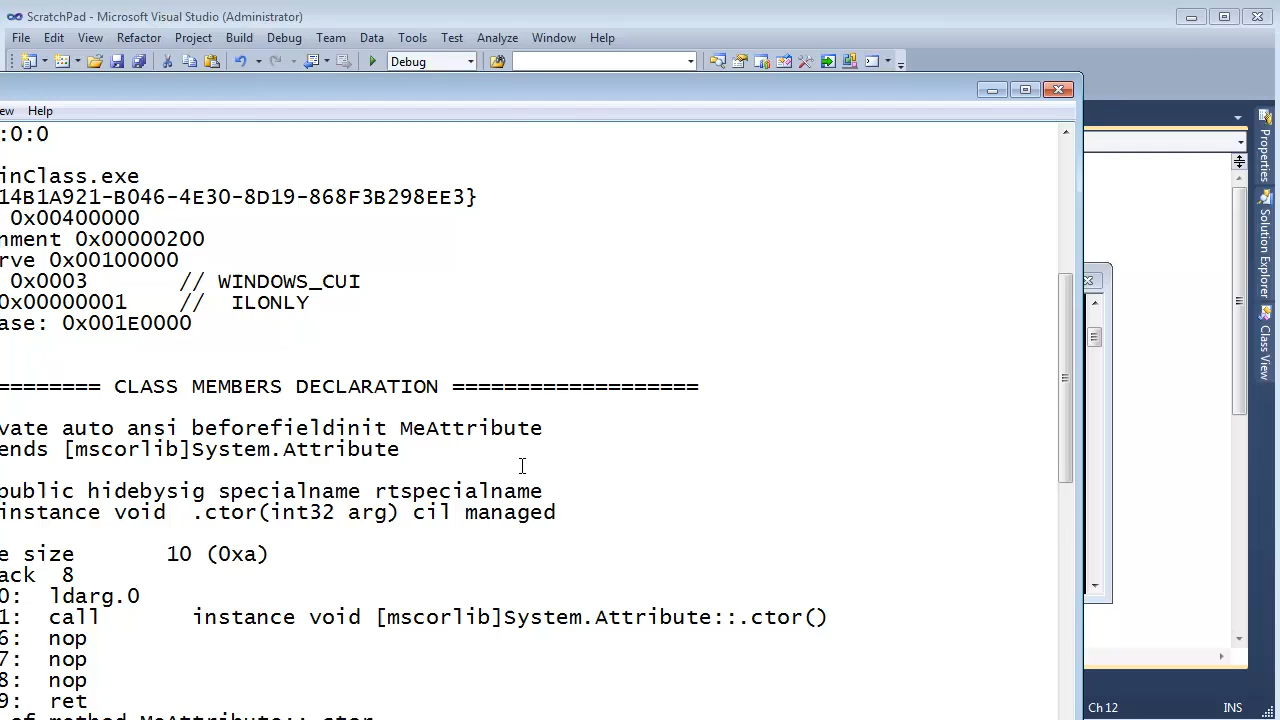 ScratchPad - Microsoft Visual Studio (Administrator)
File Edit View Refactor Project Build Debug Team Data Tools Test Analyze Window Help
Debug
ew Help
:0:0
inClass.exe
14B1A921-B046-4E30-8D19-868F3B298EE3}
0x00400000
nment 0x00000200
rve 0x00100000
0x0003 // WINDOWS_CUI
0x00000001 // ILONLY
ase: 0x001E0000
======== CLASS MEMBERS DECLARATION ===================
vate auto ansi beforefieldinit MeAttribute
ends [mscorlib]System.Attribute
public hidebysig specialname rtspecialname
instance void .ctor(int32 arg) cil managed
e size 10 (0xa)
ack 8
0: ldarg.0
1: call instance void [mscorlib]System.Attribute::.ctor()
6: nop
7: nop
8: nop
9: ret
of method MeAttribute::.ctor
Properties
Solution Explorer
Class View
Ch 12 INS